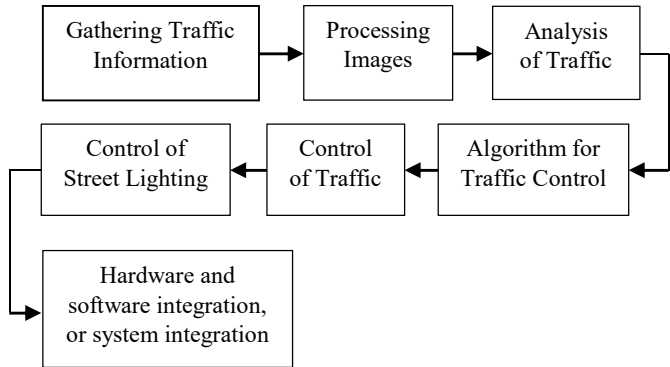 Gathering Traffic
Information
Processing
Images
Analysis
of Traffic
Algorithm for
Traffic Control
Control
of Traffic
Control of
Street Lighting
Hardware and
software integration,
or system integration